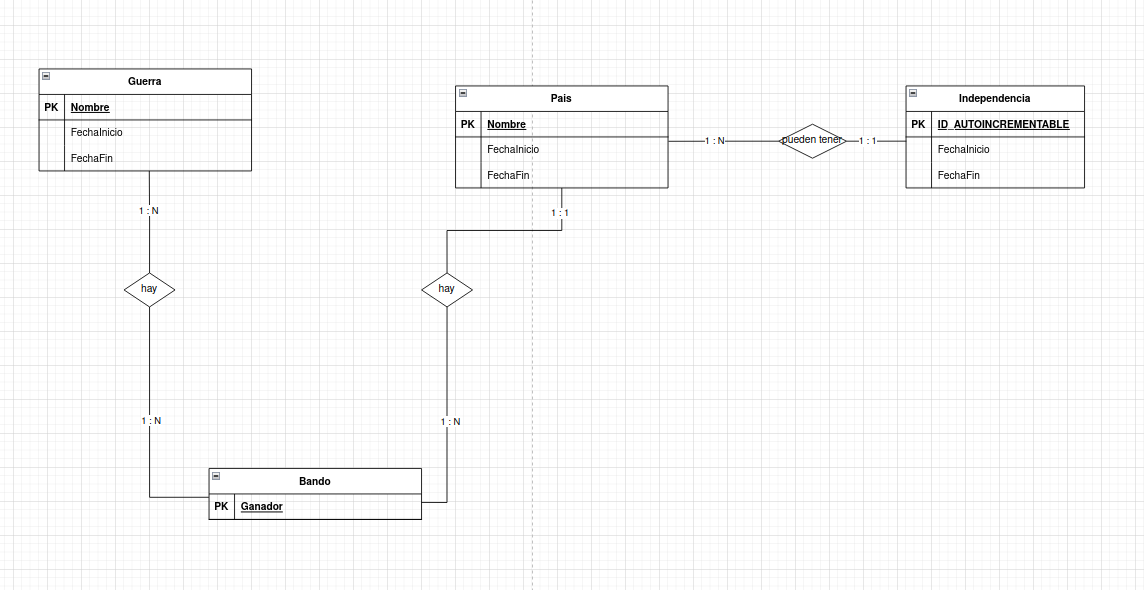 Guerra
PK Nombre
FechaInicio
FechaFin
Pais
PK Nombre
FechaInicio
FechaFin
1 : N
pueden tener
1 : 1
Independencia
PK ID_AUTOINCREMENTABLE
FechaInicio
FechaFin
1 : N
1 : 1
hay
hay
1 : N
1 : N
Bando
PK Ganador